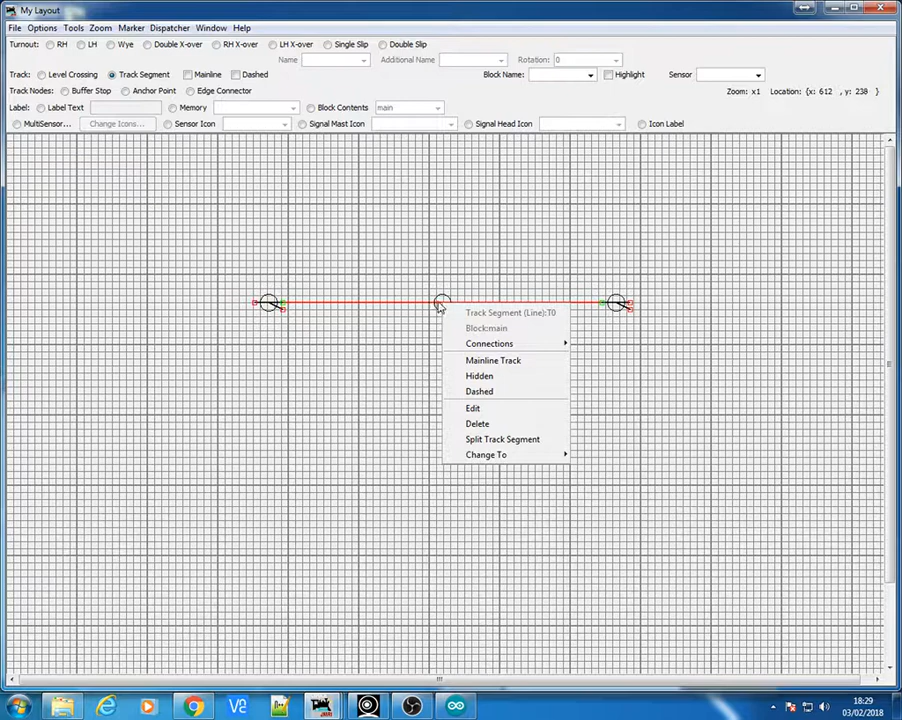 My Layout
File Options Tools Zoom Marker Dispatcher Window Help
Turnout: RH LH Wye Double X-over RH X-over LH X-over Single Slip Double Slip
Name Additional Name Rotation: 0
Track: Level Crossing Track Segment Mainline Dashed Block Name: Highlight Sensor
Track Nodes: Buffer Stop Anchor Point Edge Connector Zoom: x1 Location: {x: 612 , y: 230 }
Label: Label Text Memory Block Contents main
MultiSensor... Change Icons... Sensor Icon Signal Mast Icon Signal Head Icon Icon Label
Track Segment (Line):T0
Block:main
Connections
Mainline Track
Hidden
Dashed
Edit
Delete
Split Track Segment
Change To
18:29
03/02/2018